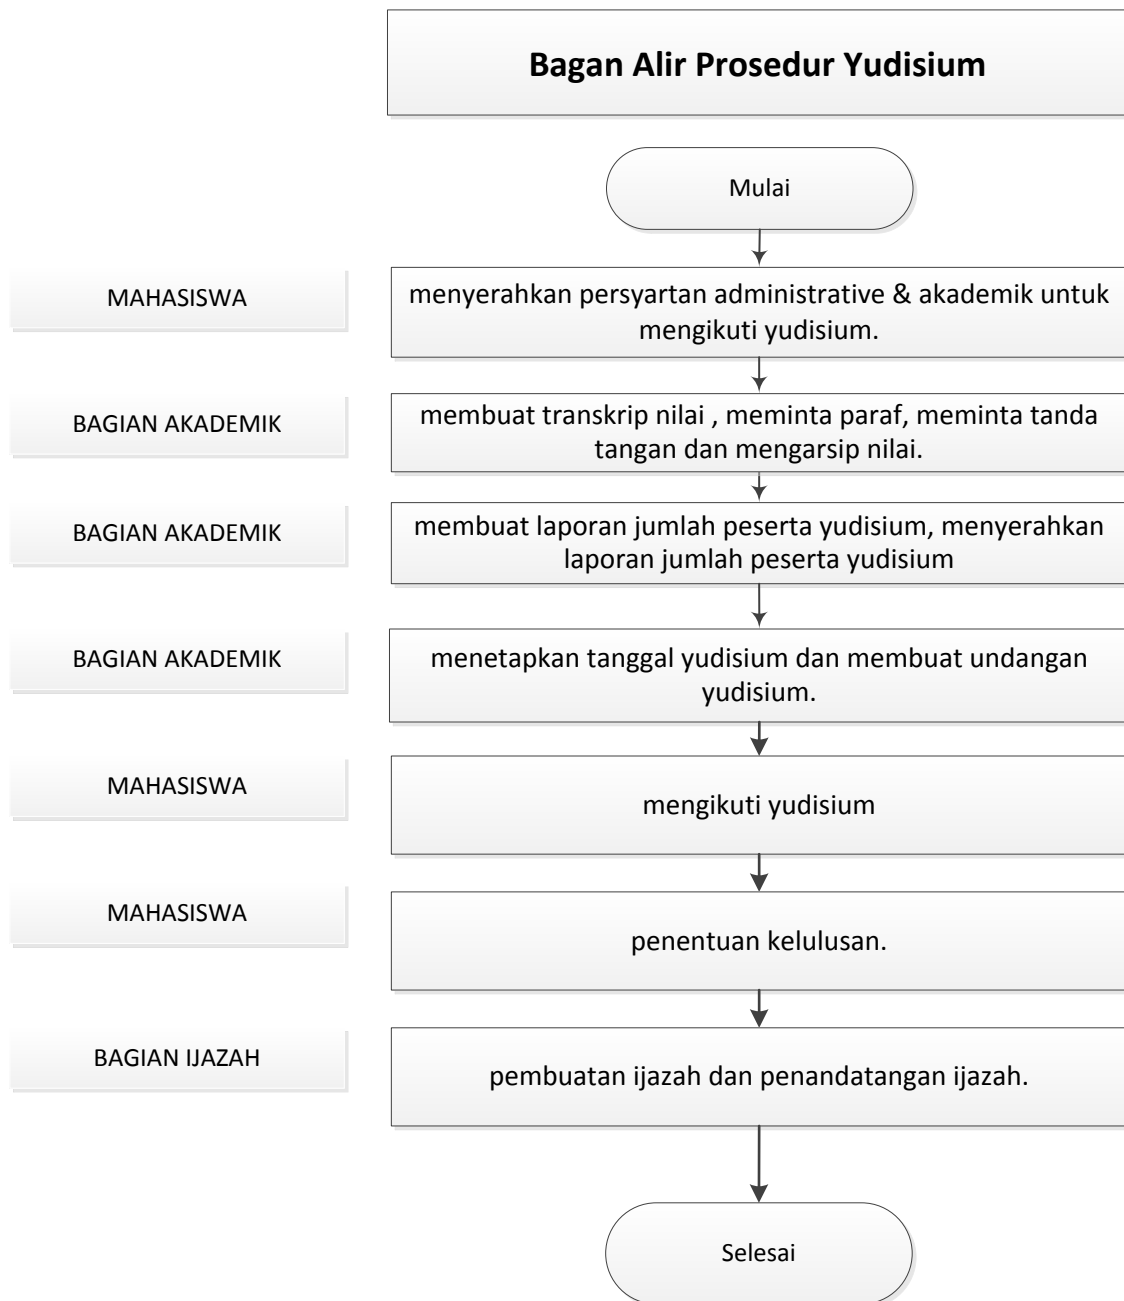 Bagan Alir Prosedur Yudisium
Mulai
MAHASISWA
menyerahkan persyartan administrative & akademik untuk
mengikuti yudisium.
BAGIAN AKADEMIK
membuat transkrip nilai , meminta paraf, meminta tanda
tangan dan mengarsip nilai.
BAGIAN AKADEMIK
membuat laporan jumlah peserta yudisium, menyerahkan
laporan jumlah peserta yudisium
BAGIAN AKADEMIK
menetapkan tanggal yudisium dan membuat undangan
yudisium.
MAHASISWA
mengikuti yudisium
MAHASISWA
penentuan kelulusan.
BAGIAN IJAZAH
pembuatan ijazah dan penandatangan ijazah.
Selesai